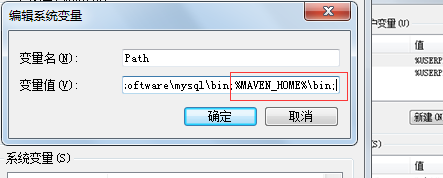 编辑系统变量
变量名(N):
Path
变量值(V):
:oftware\mysql\bin;%MAVEN_HOME%\bin;
确定
取消
系统变量(S)
户变量(U)
值
%USERP
%USERP
新建(N)
值